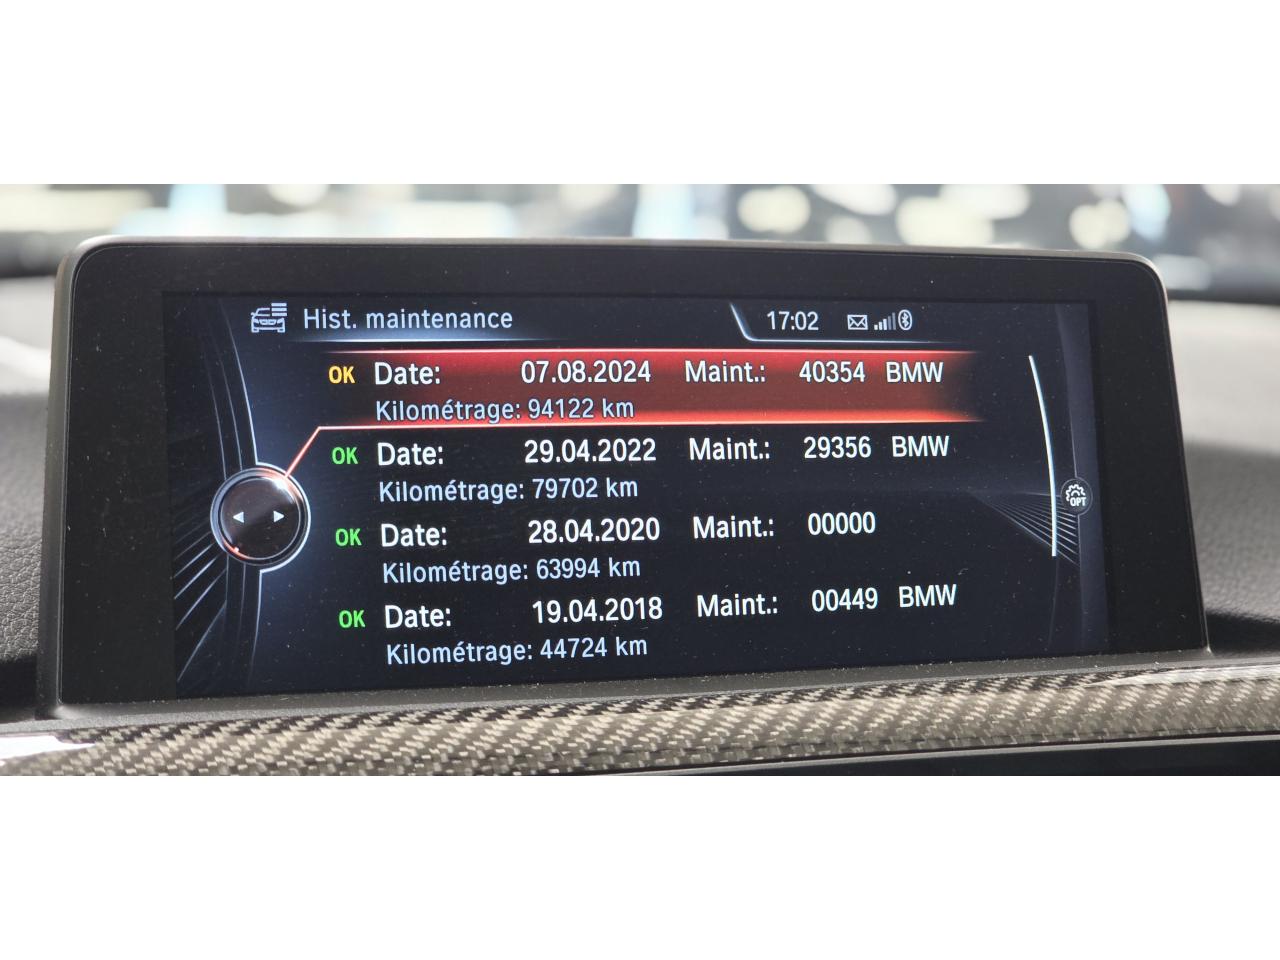 Hist. maintenance 17:02
OK Date: 07.08.2024 Maint.: 40354 BMW
Kilométrage: 94122 km
OK Date: 29.04.2022 Maint.: 29356 BMW
Kilométrage: 79702 km
OK Date: 28.04.2020 Maint.: 00000
Kilométrage: 63994 km
OK Date: 19.04.2018 Maint.: 00449 BMW
Kilométrage: 44724 km
OPT